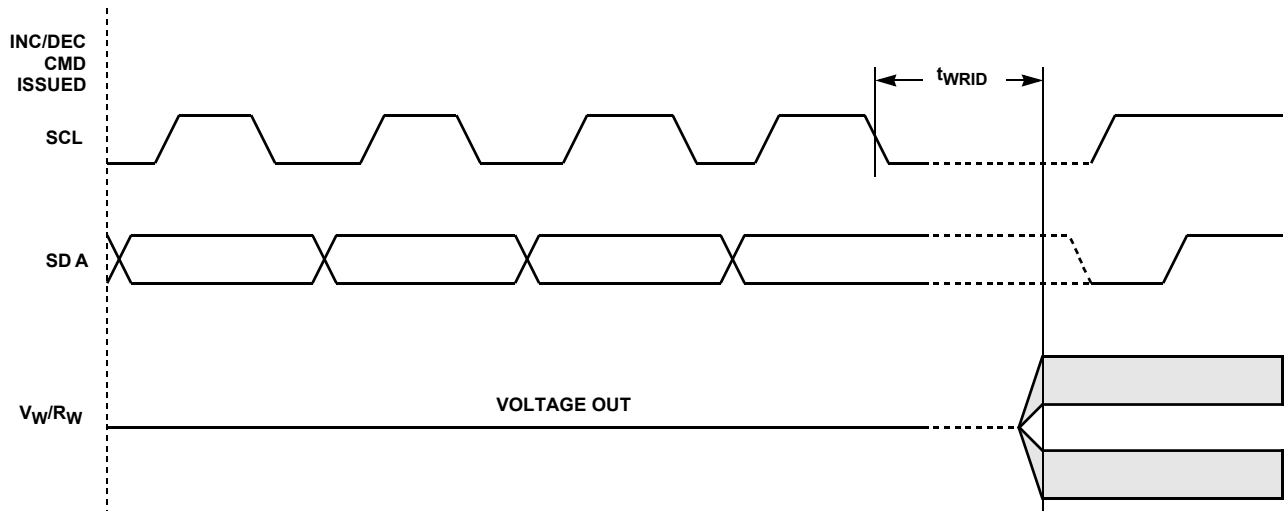 INC/DEC
CMD
ISSUED
tWRID
SCL
SD A
VOLTAGE OUT
VW/RW